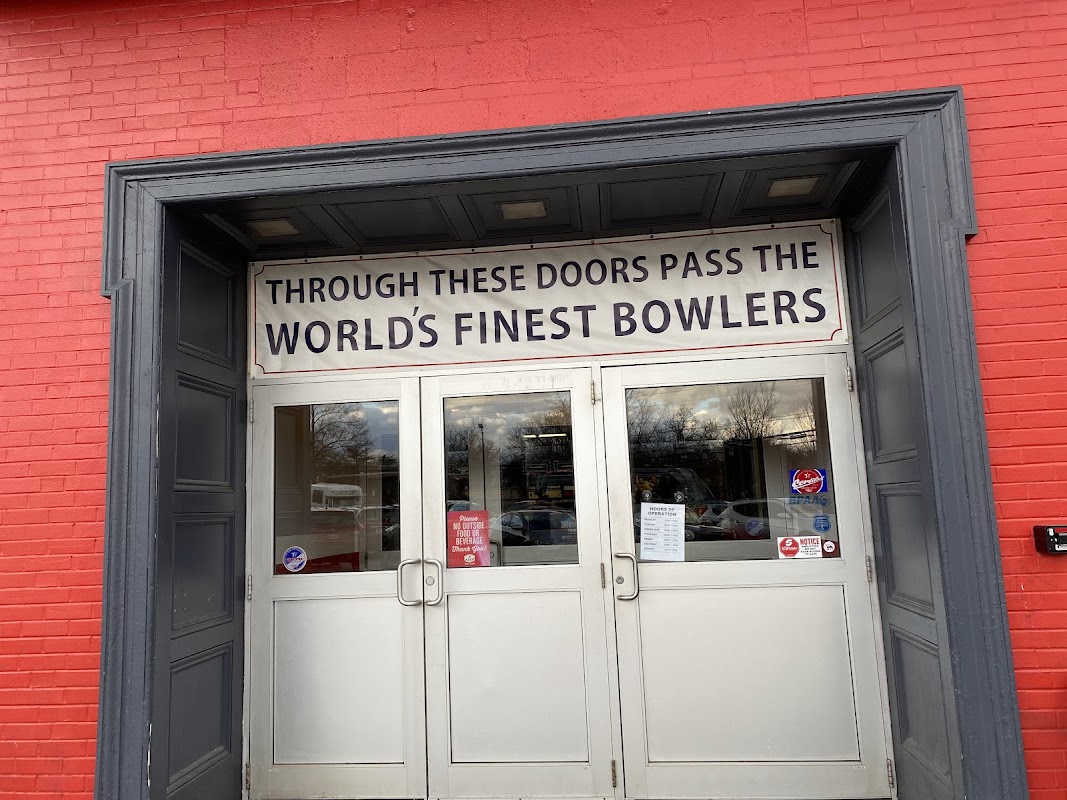 THROUGH THESE DOORS PASS THE
WORLD'S FINEST BOWLERS
Please
NO OUTSIDE
FOOD OR
BEVERAGE
Thank You!
HOURS OF
OPERATION
NOTICE